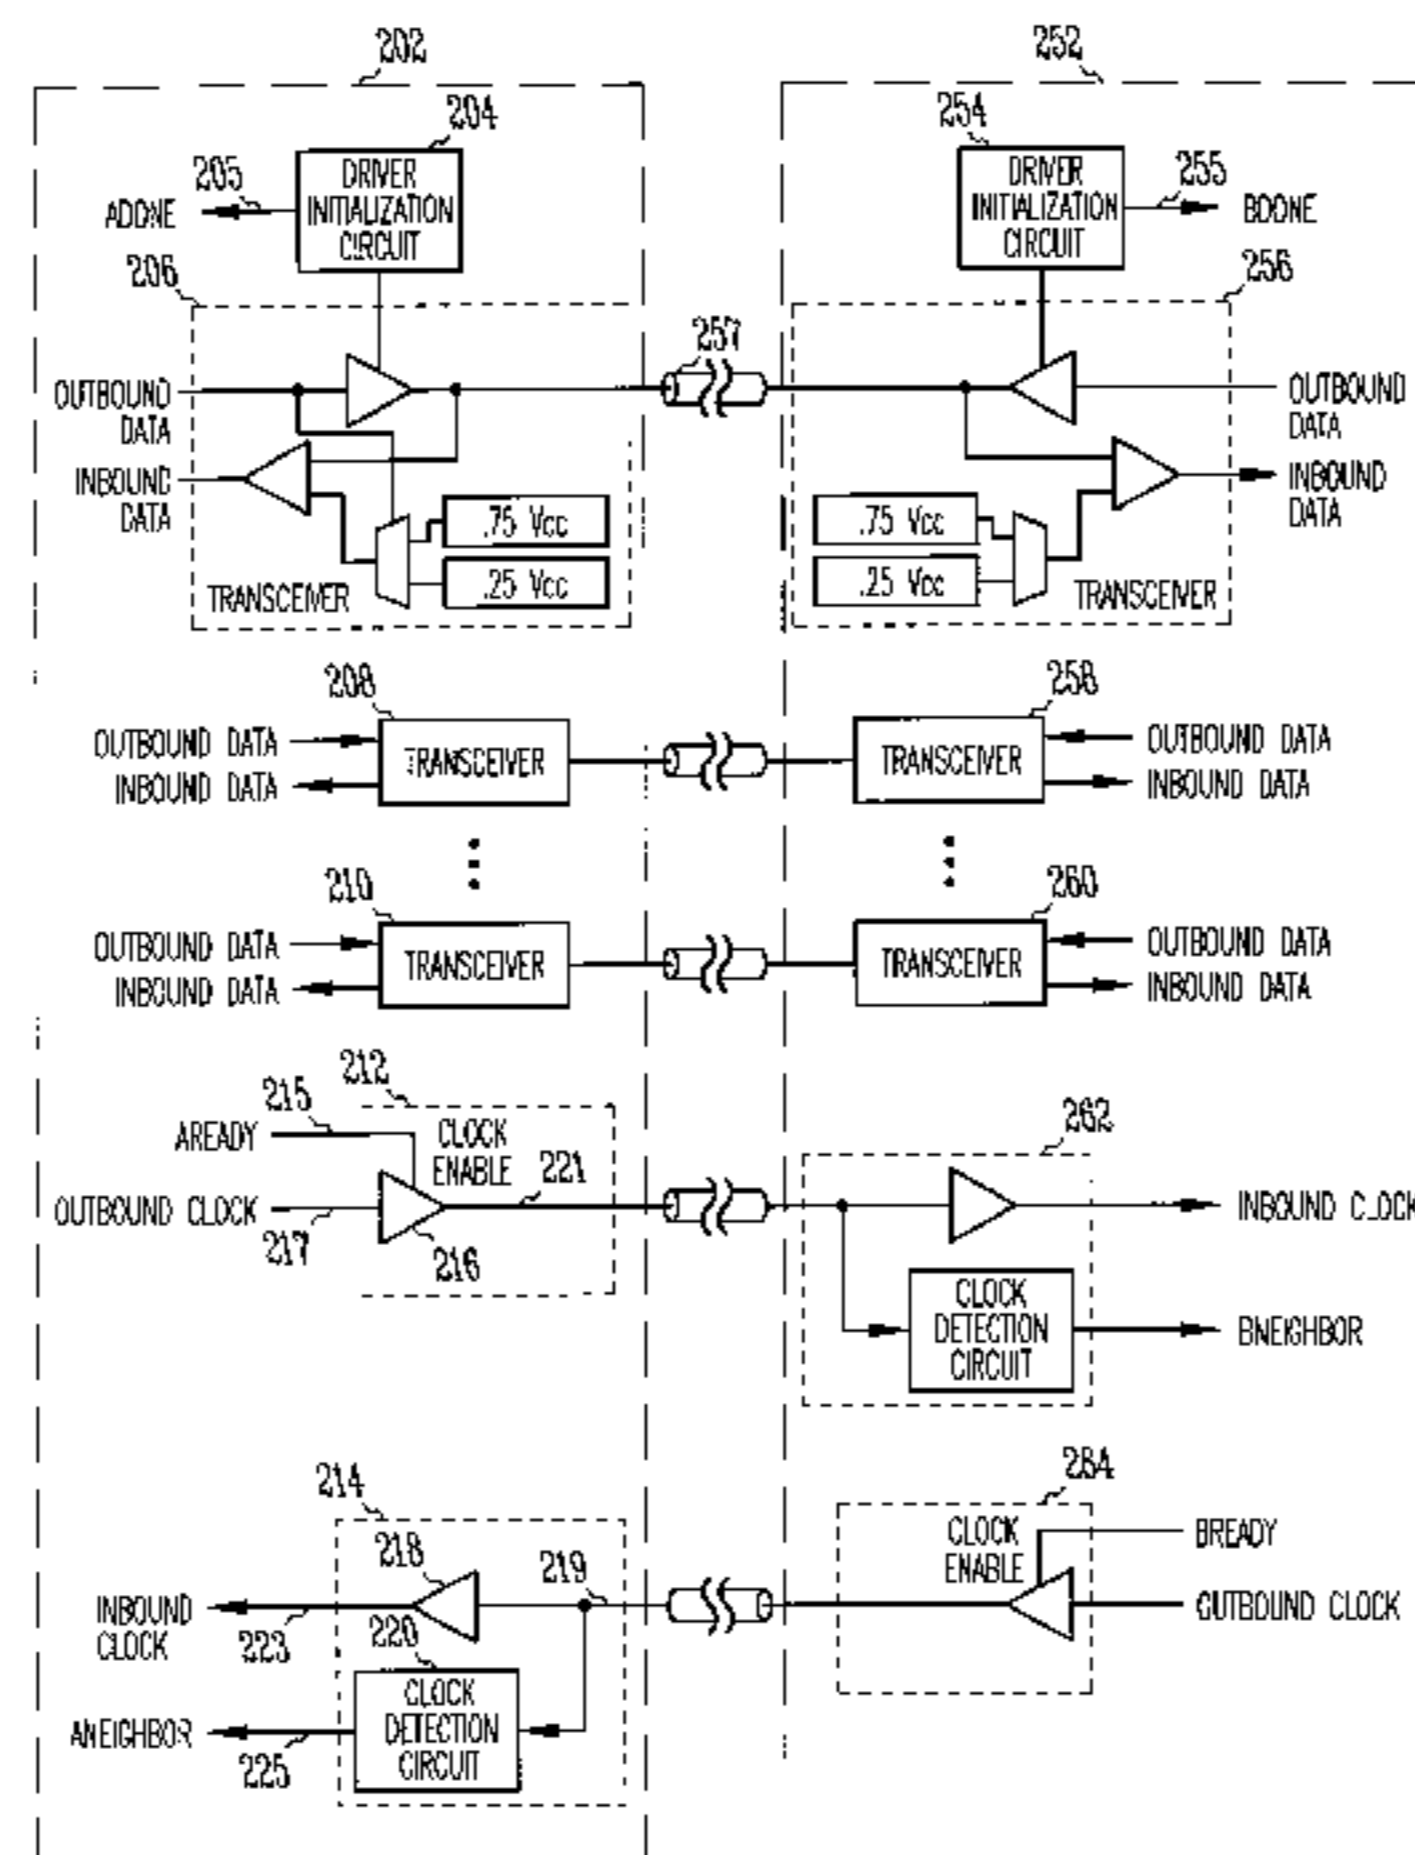 202
252
204
254
DRIVER
INITIALIZATION
CIRCUIT
DRIVER
INITIALIZATION
CIRCUIT
205
255
ADONE
BDONE
206
256
257
OUTBOUND
DATA
OUTBOUND
DATA
INBOUND
DATA
INBOUND
DATA
.75 Vcc
.75 Vcc
.25 Vcc
.25 Vcc
TRANSCEIVER
TRANSCEIVER
208
258
OUTBOUND DATA
TRANSCEIVER
TRANSCEIVER
OUTBOUND DATA
INBOUND DATA
INBOUND DATA
210
260
OUTBOUND DATA
TRANSCEIVER
TRANSCEIVER
OUTBOUND DATA
INBOUND DATA
INBOUND DATA
212
215
262
AREADY
CLOCK
ENABLE
221
OUTBOUND CLOCK
INBOUND CLOCK
217
216
CLOCK
DETECTION
CIRCUIT
BNEIGHBOR
214
264
218
219
CLOCK
ENABLE
BREADY
INBOUND
CLOCK
OUTBOUND CLOCK
223
220
CLOCK
DETECTION
CIRCUIT
ANEIGHBOR
225